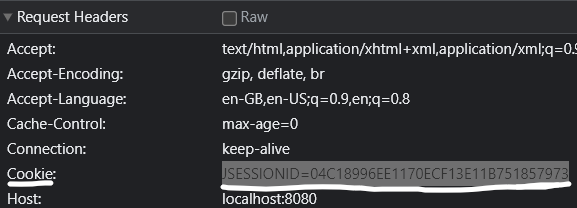 Request Headers Raw
Accept: text/html,application/xhtml+xml,application/xml;q=0.9
Accept-Encoding: gzip, deflate, br
Accept-Language: en-GB,en-US;q=0.9,en;q=0.8
Cache-Control: max-age=0
Connection: keep-alive
Cookie: JSESSIONID=04C18996EE1170ECF13E11B751857973
Host: localhost:8080